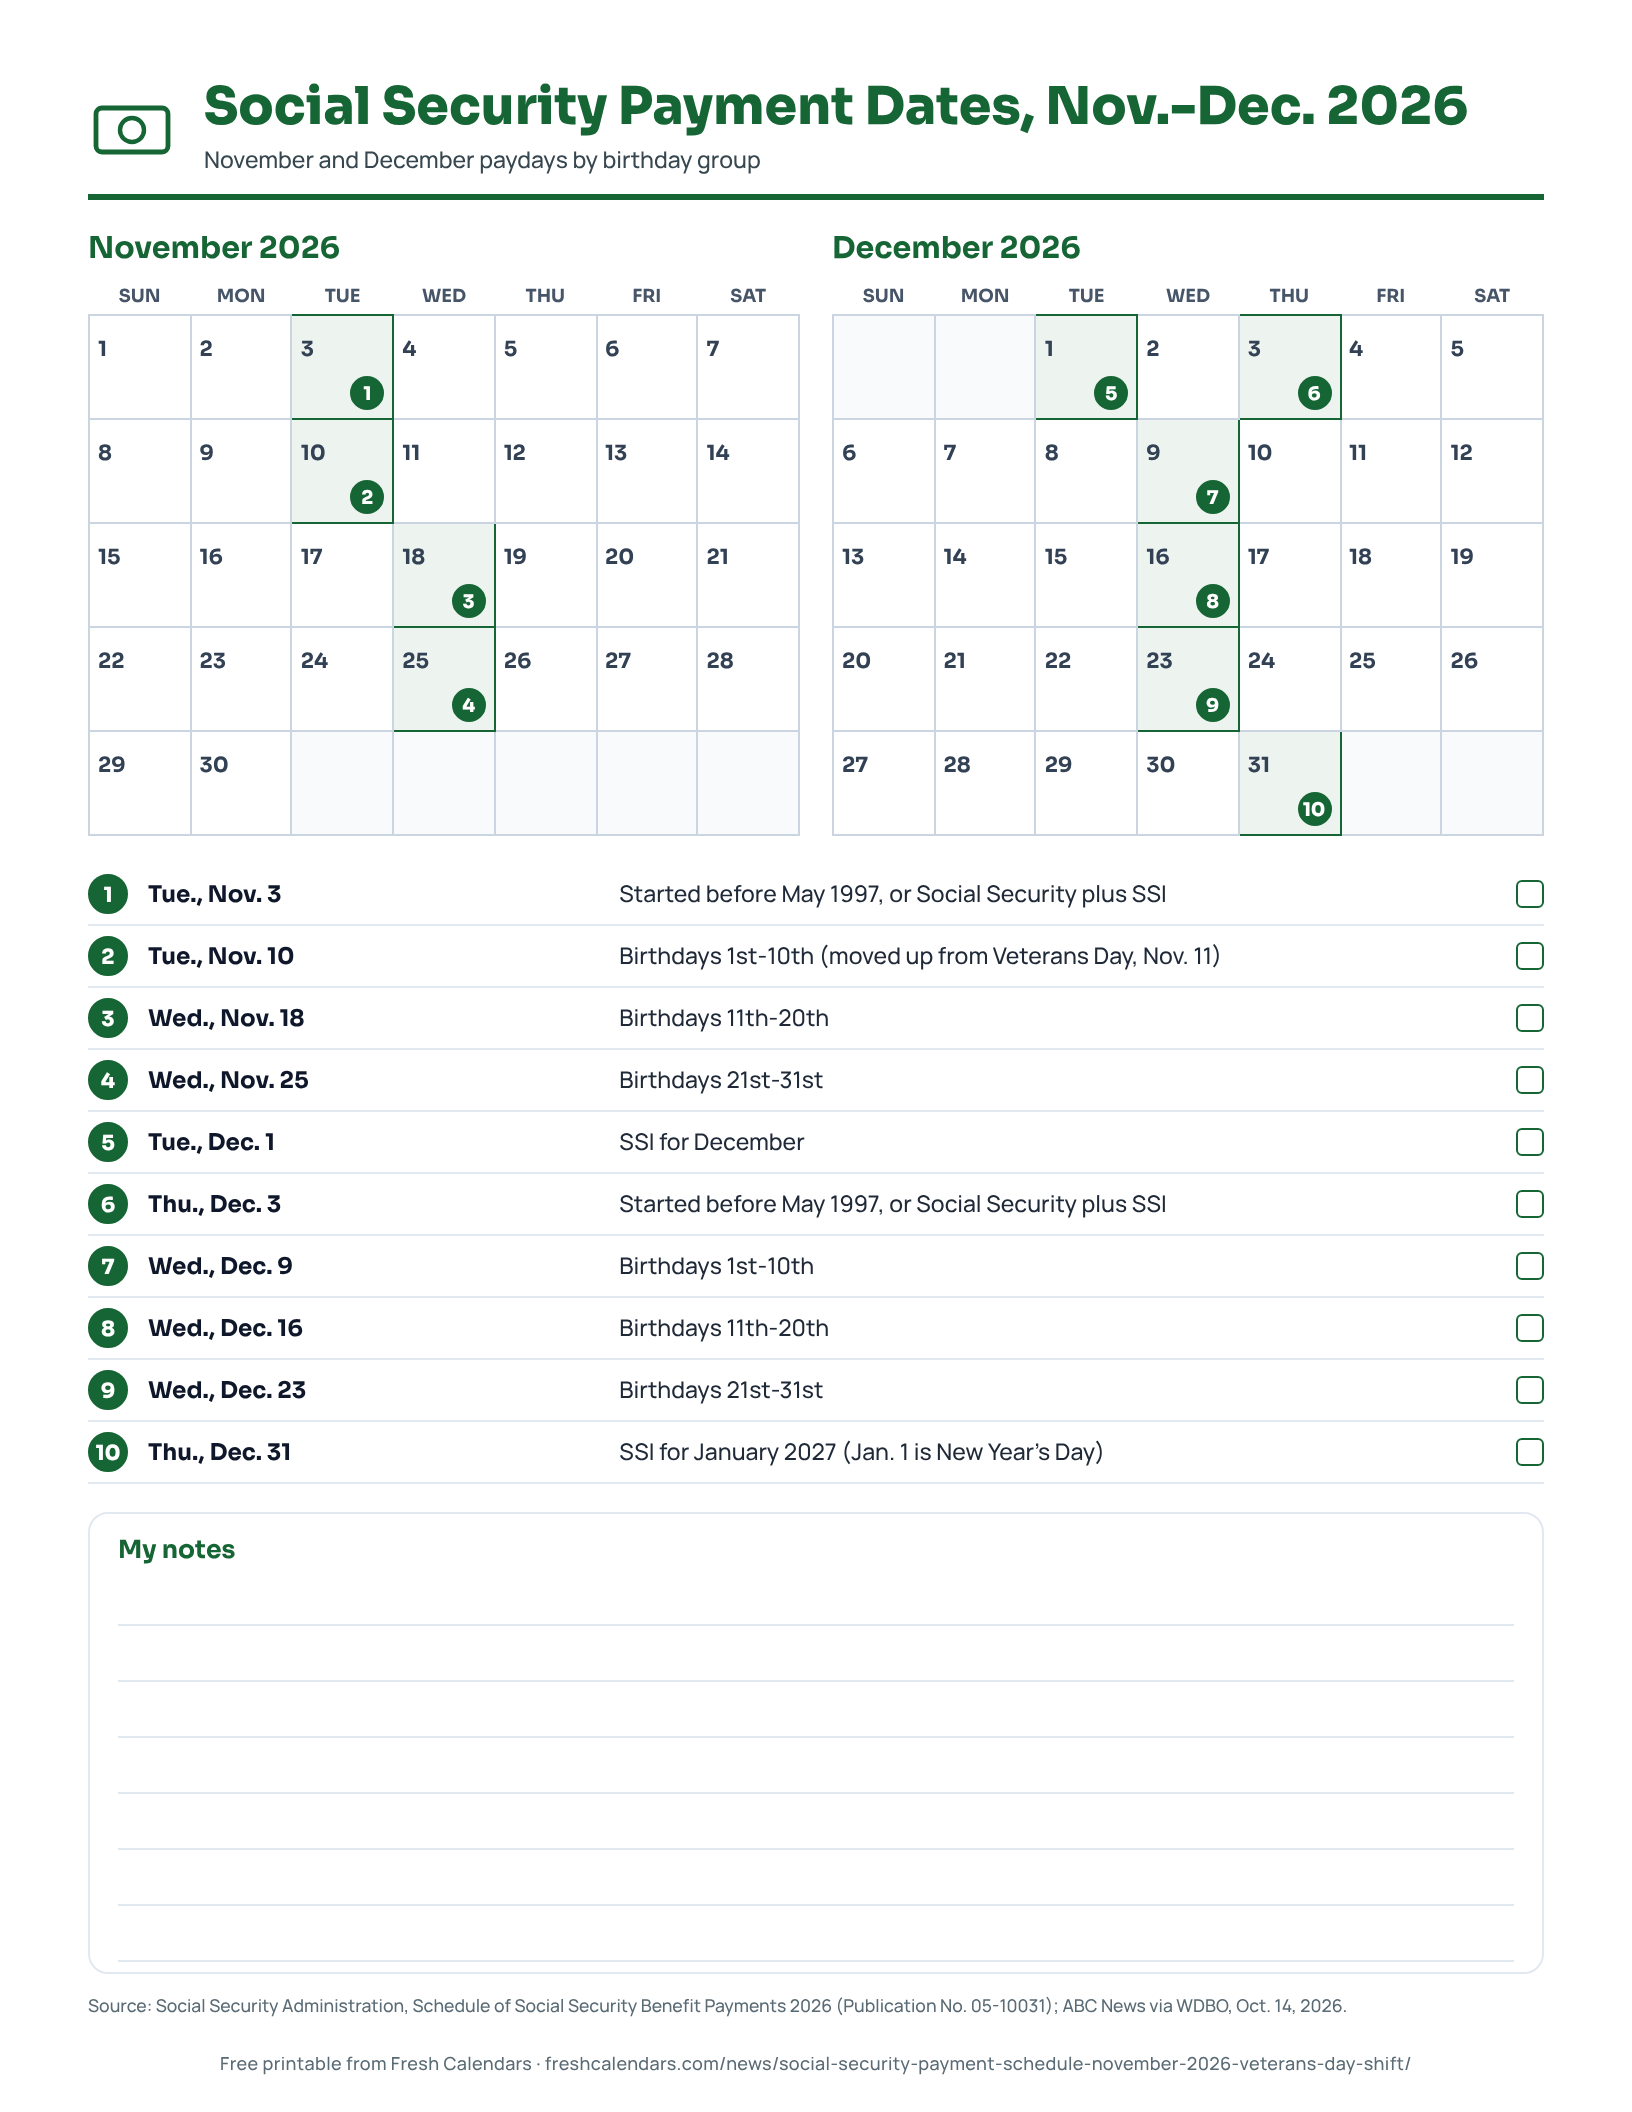 Social Security Payment Dates, Nov.–Dec. 2026
November and December paydays by birthday group
November 2026
SUN MON TUE WED THU FRI SAT
1 2 3 4 5 6 7
1
8 9 10 11 12 13 14
2
15 16 17 18 19 20 21
3
22 23 24 25 26 27 28
4
29 30
December 2026
SUN MON TUE WED THU FRI SAT
1 2 3 4 5
5 6
6 7 8 9 10 11 12
7
13 14 15 16 17 18 19
8
20 21 22 23 24 25 26
9
27 28 29 30 31
10
1 Tue., Nov. 3 Started before May 1997, or Social Security plus SSI
2 Tue., Nov. 10 Birthdays 1st-10th (moved up from Veterans Day, Nov. 11)
3 Wed., Nov. 18 Birthdays 11th-20th
4 Wed., Nov. 25 Birthdays 21st-31st
5 Tue., Dec. 1 SSI for December
6 Thu., Dec. 3 Started before May 1997, or Social Security plus SSI
7 Wed., Dec. 9 Birthdays 1st-10th
8 Wed., Dec. 16 Birthdays 11th-20th
9 Wed., Dec. 23 Birthdays 21st-31st
10 Thu., Dec. 31 SSI for January 2027 (Jan. 1 is New Year’s Day)
My notes
Source: Social Security Administration, Schedule of Social Security Benefit Payments 2026 (Publication No. 05-10031); ABC News via WDBO, Oct. 14, 2026.
Free printable from Fresh Calendars · freshcalendars.com/news/social-security-payment-schedule-november-2026-veterans-day-shift/